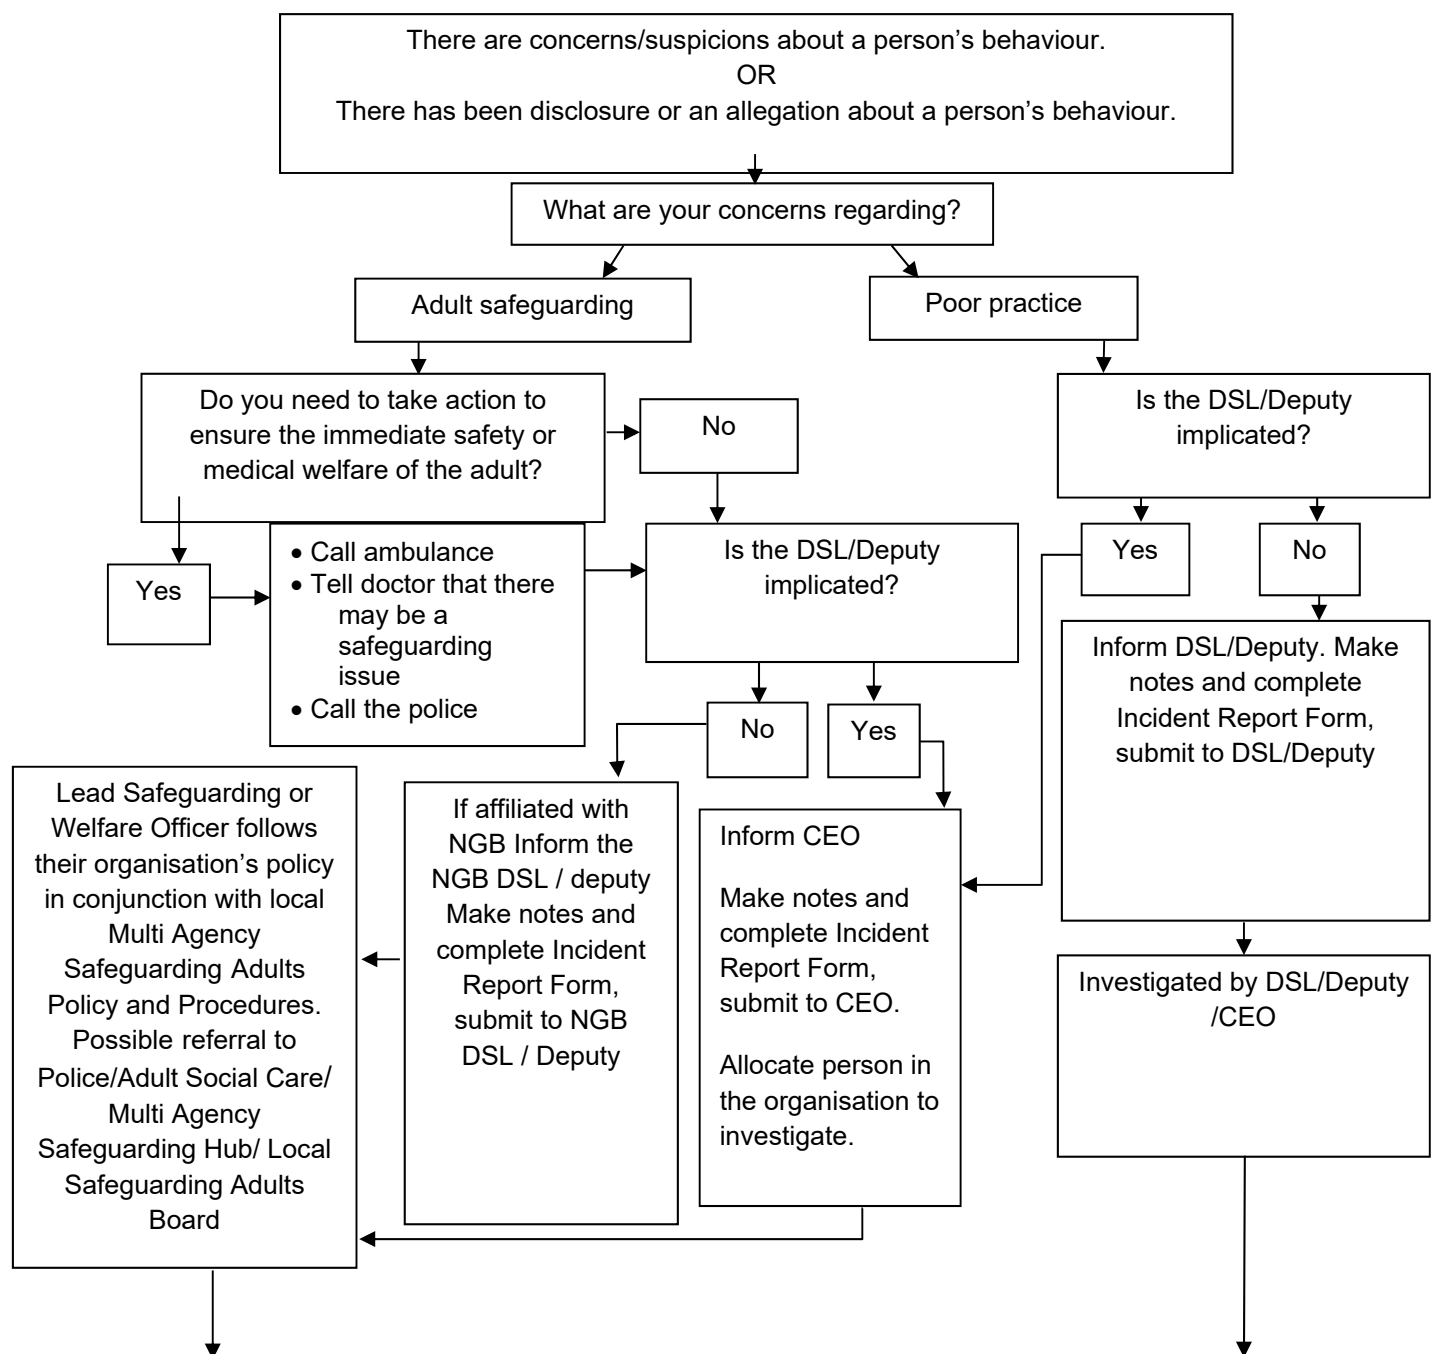 There are concerns/suspicions about a person’s behaviour.
OR
There has been disclosure or an allegation about a person’s behaviour.
What are your concerns regarding?
Adult safeguarding
Poor practice
Do you need to take action to
ensure the immediate safety or
medical welfare of the adult?
No
Is the DSL/Deputy
implicated?
Yes
• Call ambulance
• Tell doctor that there
may be a
safeguarding
issue
• Call the police
Is the DSL/Deputy
implicated?
Yes
No
No
Yes
Inform DSL/Deputy. Make
notes and complete
Incident Report Form,
submit to DSL/Deputy
Lead Safeguarding or
Welfare Officer follows
their organisation’s policy
in conjunction with local
Multi Agency
Safeguarding Adults
Policy and Procedures.
Possible referral to
Police/Adult Social Care/
Multi Agency
Safeguarding Hub/ Local
Safeguarding Adults
Board
If affiliated with
NGB Inform the
NGB DSL / deputy
Make notes and
complete Incident
Report Form,
submit to NGB
DSL / Deputy
Inform CEO
Make notes and
complete Incident
Report Form,
submit to CEO.
Allocate person in
the organisation to
investigate.
Investigated by DSL/Deputy
/CEO